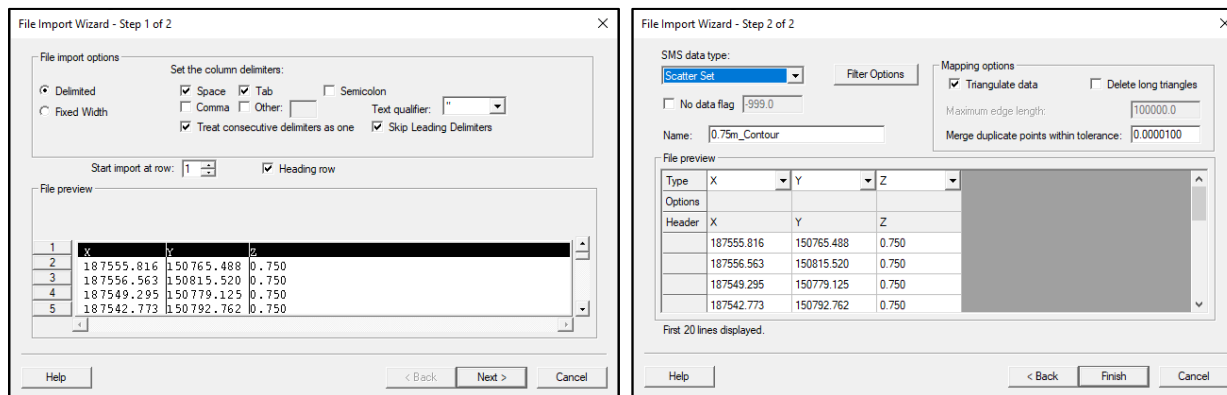 File Import Wizard - Step 1 of 2
File import options
Set the column delimiters:
Delimited
Space Tab Semicolon
Fixed Width
Comma Other: Text qualifier: "
Treat consecutive delimiters as one Skip Leading Delimiters
Start import at row: 1 Heading row
File preview
1 X Y Z
2 187555.816 150765.488 0.750
3 187556.563 150815.520 0.750
4 187549.295 150779.125 0.750
5 187542.773 150792.762 0.750
Help < Back Next > Cancel
File Import Wizard - Step 2 of 2
SMS data type:
Scatter Set Filter Options
No data flag -999.0
Name: 0.75m_Contour
Mapping options
Triangulate data Delete long triangles
Maximum edge length: 100000.0
Merge duplicate points within tolerance: 0.0000100
File preview
Type X Y Z
Options
Header X Y Z
187555.816 150765.488 0.750
187556.563 150815.520 0.750
187549.295 150779.125 0.750
187542.773 150792.762 0.750
First 20 lines displayed.
Help < Back Finish Cancel